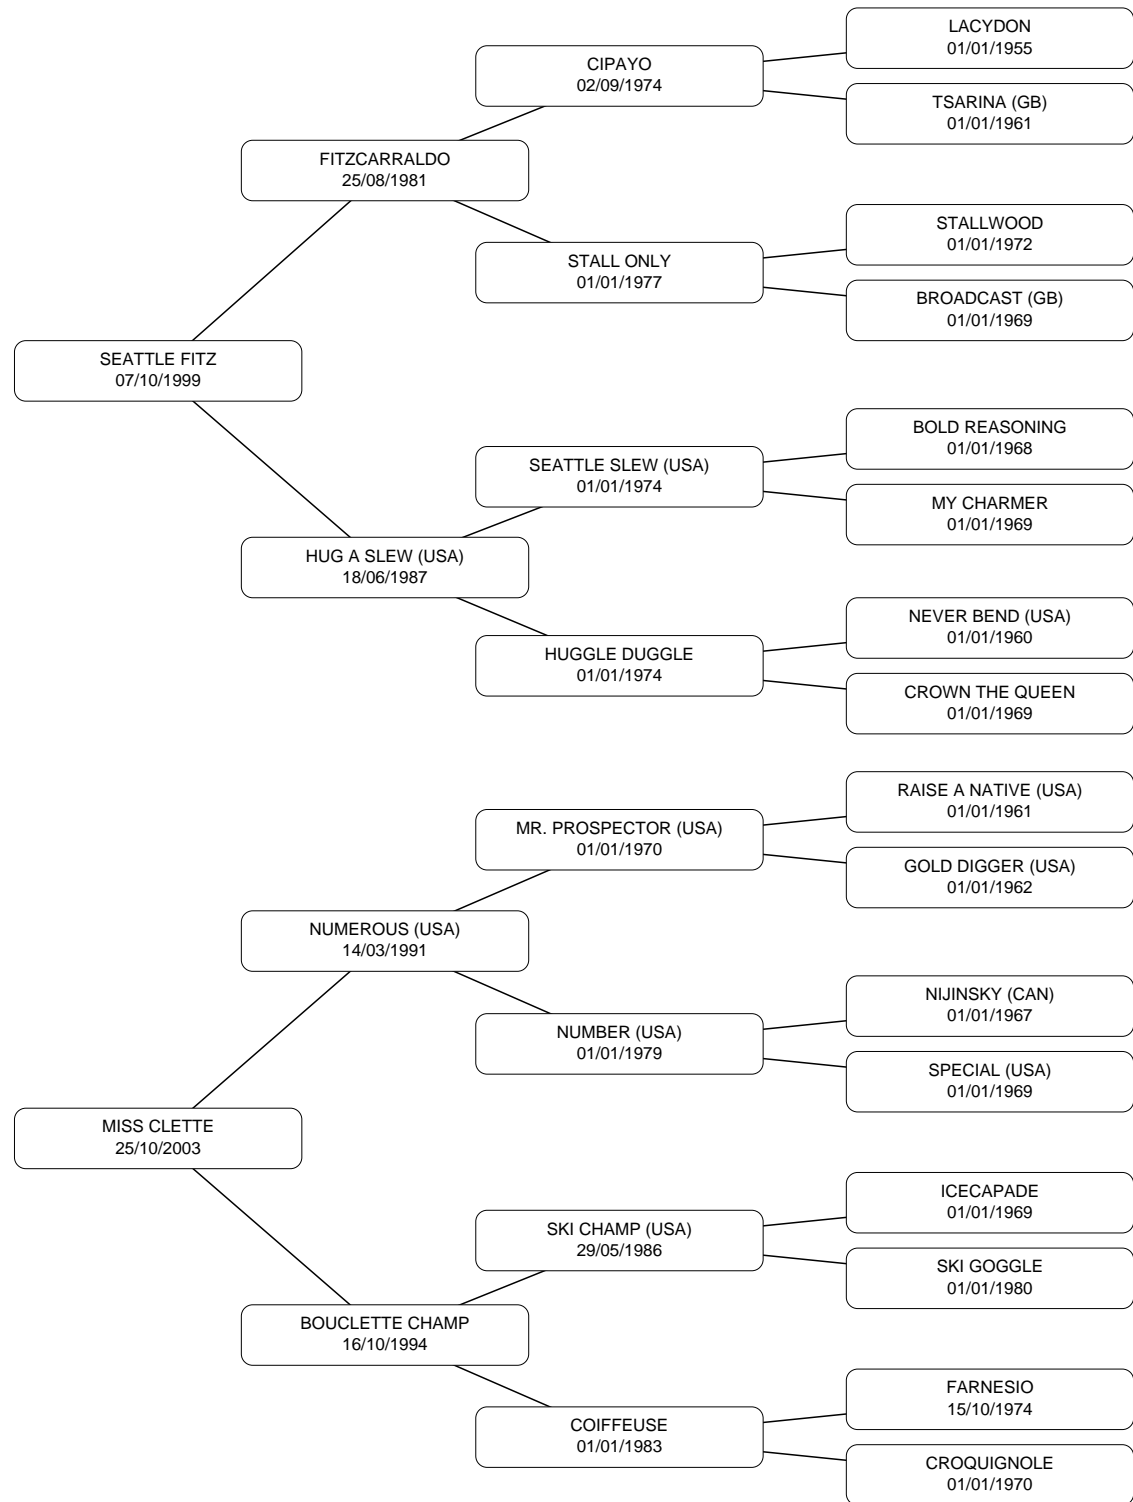 LACYDON
01/01/1955
CIPAYO
02/09/1974
TSARINA (GB)
01/01/1961
FITZCARRALDO
25/08/1981
STALLWOOD
01/01/1972
STALL ONLY
01/01/1977
BROADCAST (GB)
01/01/1969
SEATTLE FITZ
07/10/1999
BOLD REASONING
01/01/1968
SEATTLE SLEW (USA)
01/01/1974
MY CHARMER
01/01/1969
HUG A SLEW (USA)
18/06/1987
NEVER BEND (USA)
01/01/1960
HUGGLE DUGGLE
01/01/1974
CROWN THE QUEEN
01/01/1969
RAISE A NATIVE (USA)
01/01/1961
MR. PROSPECTOR (USA)
01/01/1970
GOLD DIGGER (USA)
01/01/1962
NUMEROUS (USA)
14/03/1991
NIJINSKY (CAN)
01/01/1967
NUMBER (USA)
01/01/1979
SPECIAL (USA)
01/01/1969
MISS CLETTE
25/10/2003
ICECAPADE
01/01/1969
SKI CHAMP (USA)
29/05/1986
SKI GOGGLE
01/01/1980
BOUCLETTE CHAMP
16/10/1994
FARNESIO
15/10/1974
COIFFEUSE
01/01/1983
CROQUIGNOLE
01/01/1970